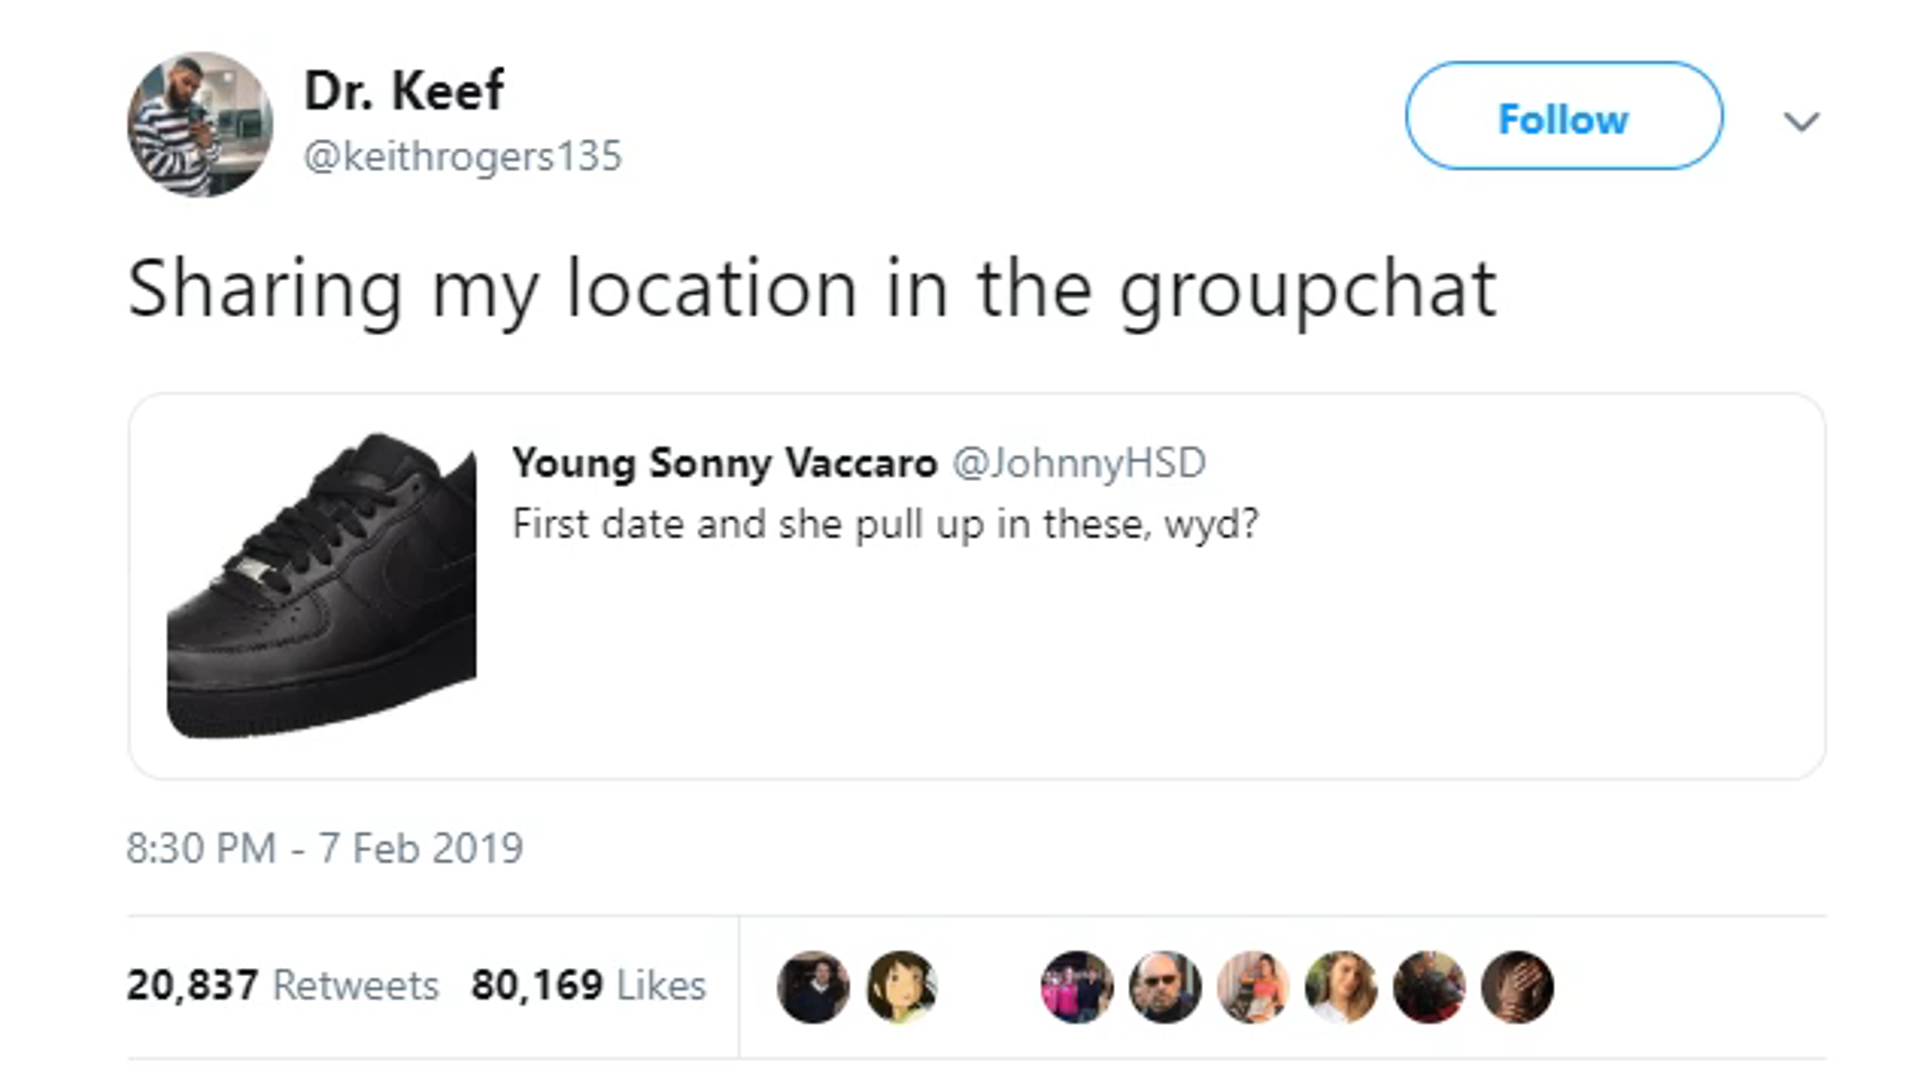 Dr. Keef
@keithrogers135
Follow
Sharing my location in the groupchat
Young Sonny Vaccaro @JohnnyHSD
First date and she pull up in these, wyd?
8:30 PM - 7 Feb 2019
20,837 Retweets 80,169 Likes